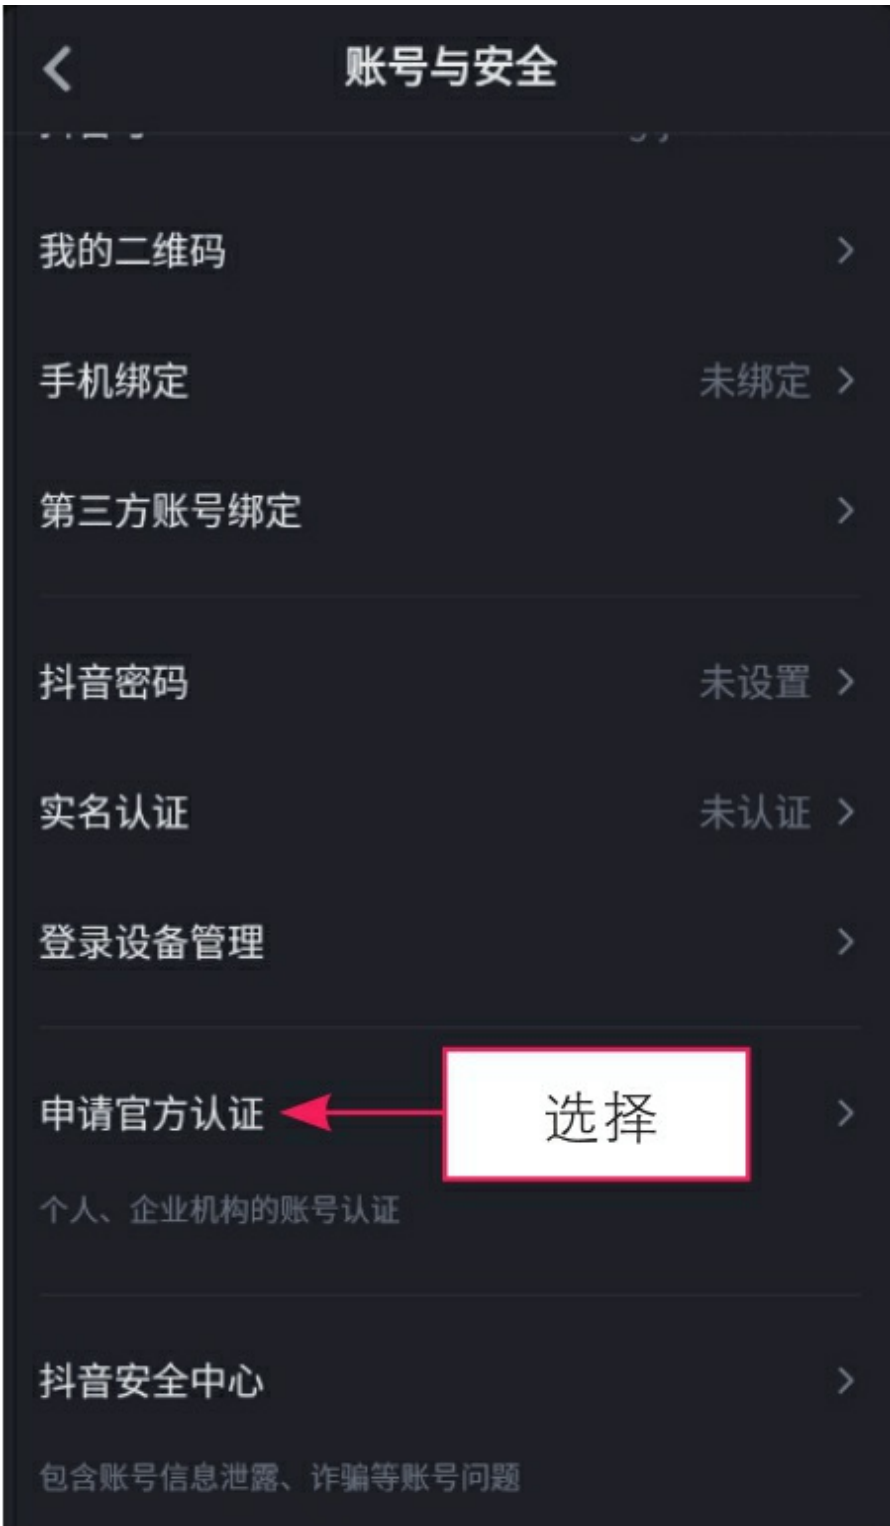 账号与安全
我的二维码
手机绑定 未绑定
第三方账号绑定
抖音密码 未设置
实名认证 未认证
登录设备管理
申请官方认证 选择
个人、企业机构的账号认证
抖音安全中心
包含账号信息泄露、诈骗等账号问题